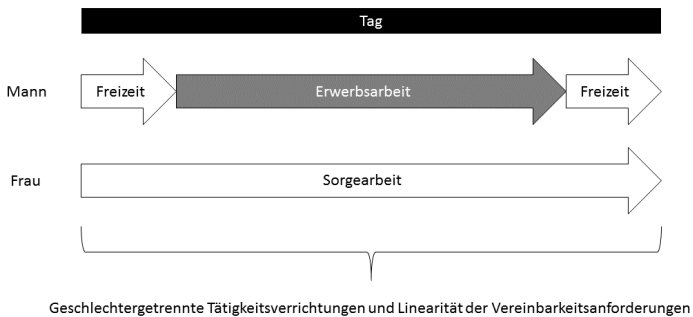 Tag
Mann Freizeit Erwerbsarbeit Freizeit
Frau Sorgearbeit
Geschlechtergetrennte Tätigkeitsverrichtungen und Linearität der Vereinbarkeitsanforderungen